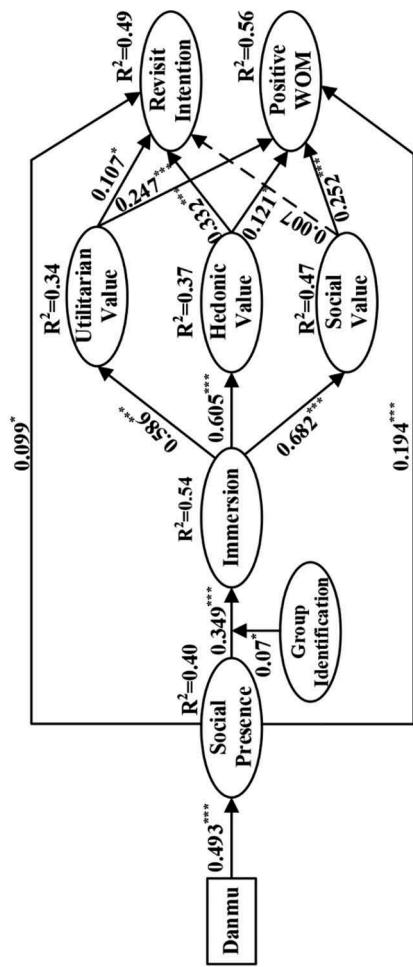 0.099*
R²=0.34
Utilitarian
Value
R²=0.49
Revisit
Intention
0.107*
0.247***
0.586***
R²=0.40
Social
Presence
Danmu
0.493***
0.349***
0.07*
Group
Identification
R²=0.54
Immersion
0.605***
R²=0.37
Hedonic
Value
0.332***
0.121*
R²=0.56
Positive
WOM
0.682***
R²=0.47
Social
Value
0.007
0.252***
0.194***